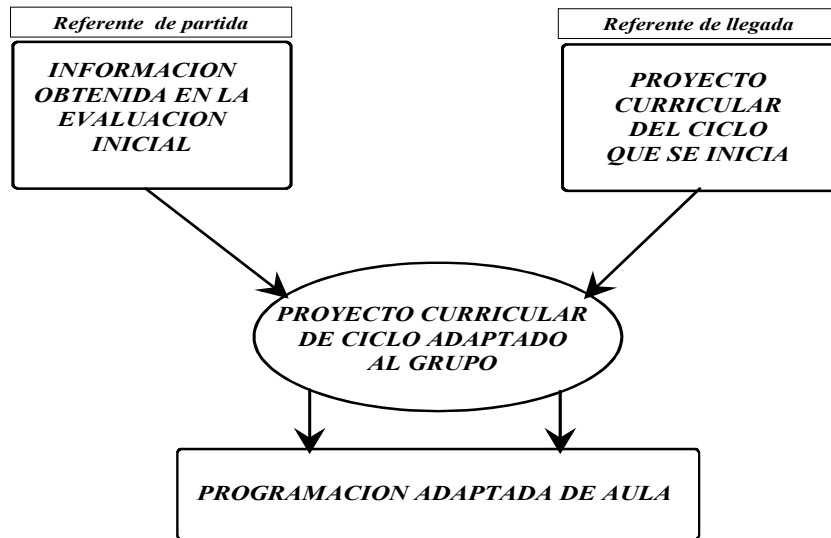 Referente de partida
INFORMACION
OBTENIDA EN LA
EVALUACION
INICIAL
Referente de llegada
PROYECTO
CURRICULAR
DEL CICLO
QUE SE INICIA
PROYECTO CURRICULAR
DE CICLO ADAPTADO
AL GRUPO
PROGRAMACION ADAPTADA DE AULA